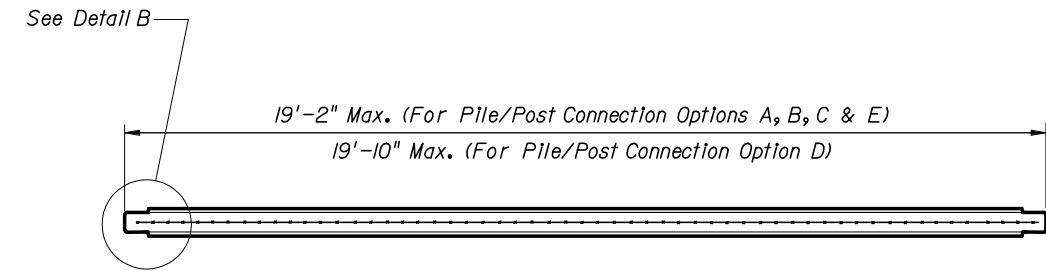 See Detail B
19'-2" Max. (For Pile/Post Connection Options A, B, C & E)
19'-10" Max. (For Pile/Post Connection Option D)